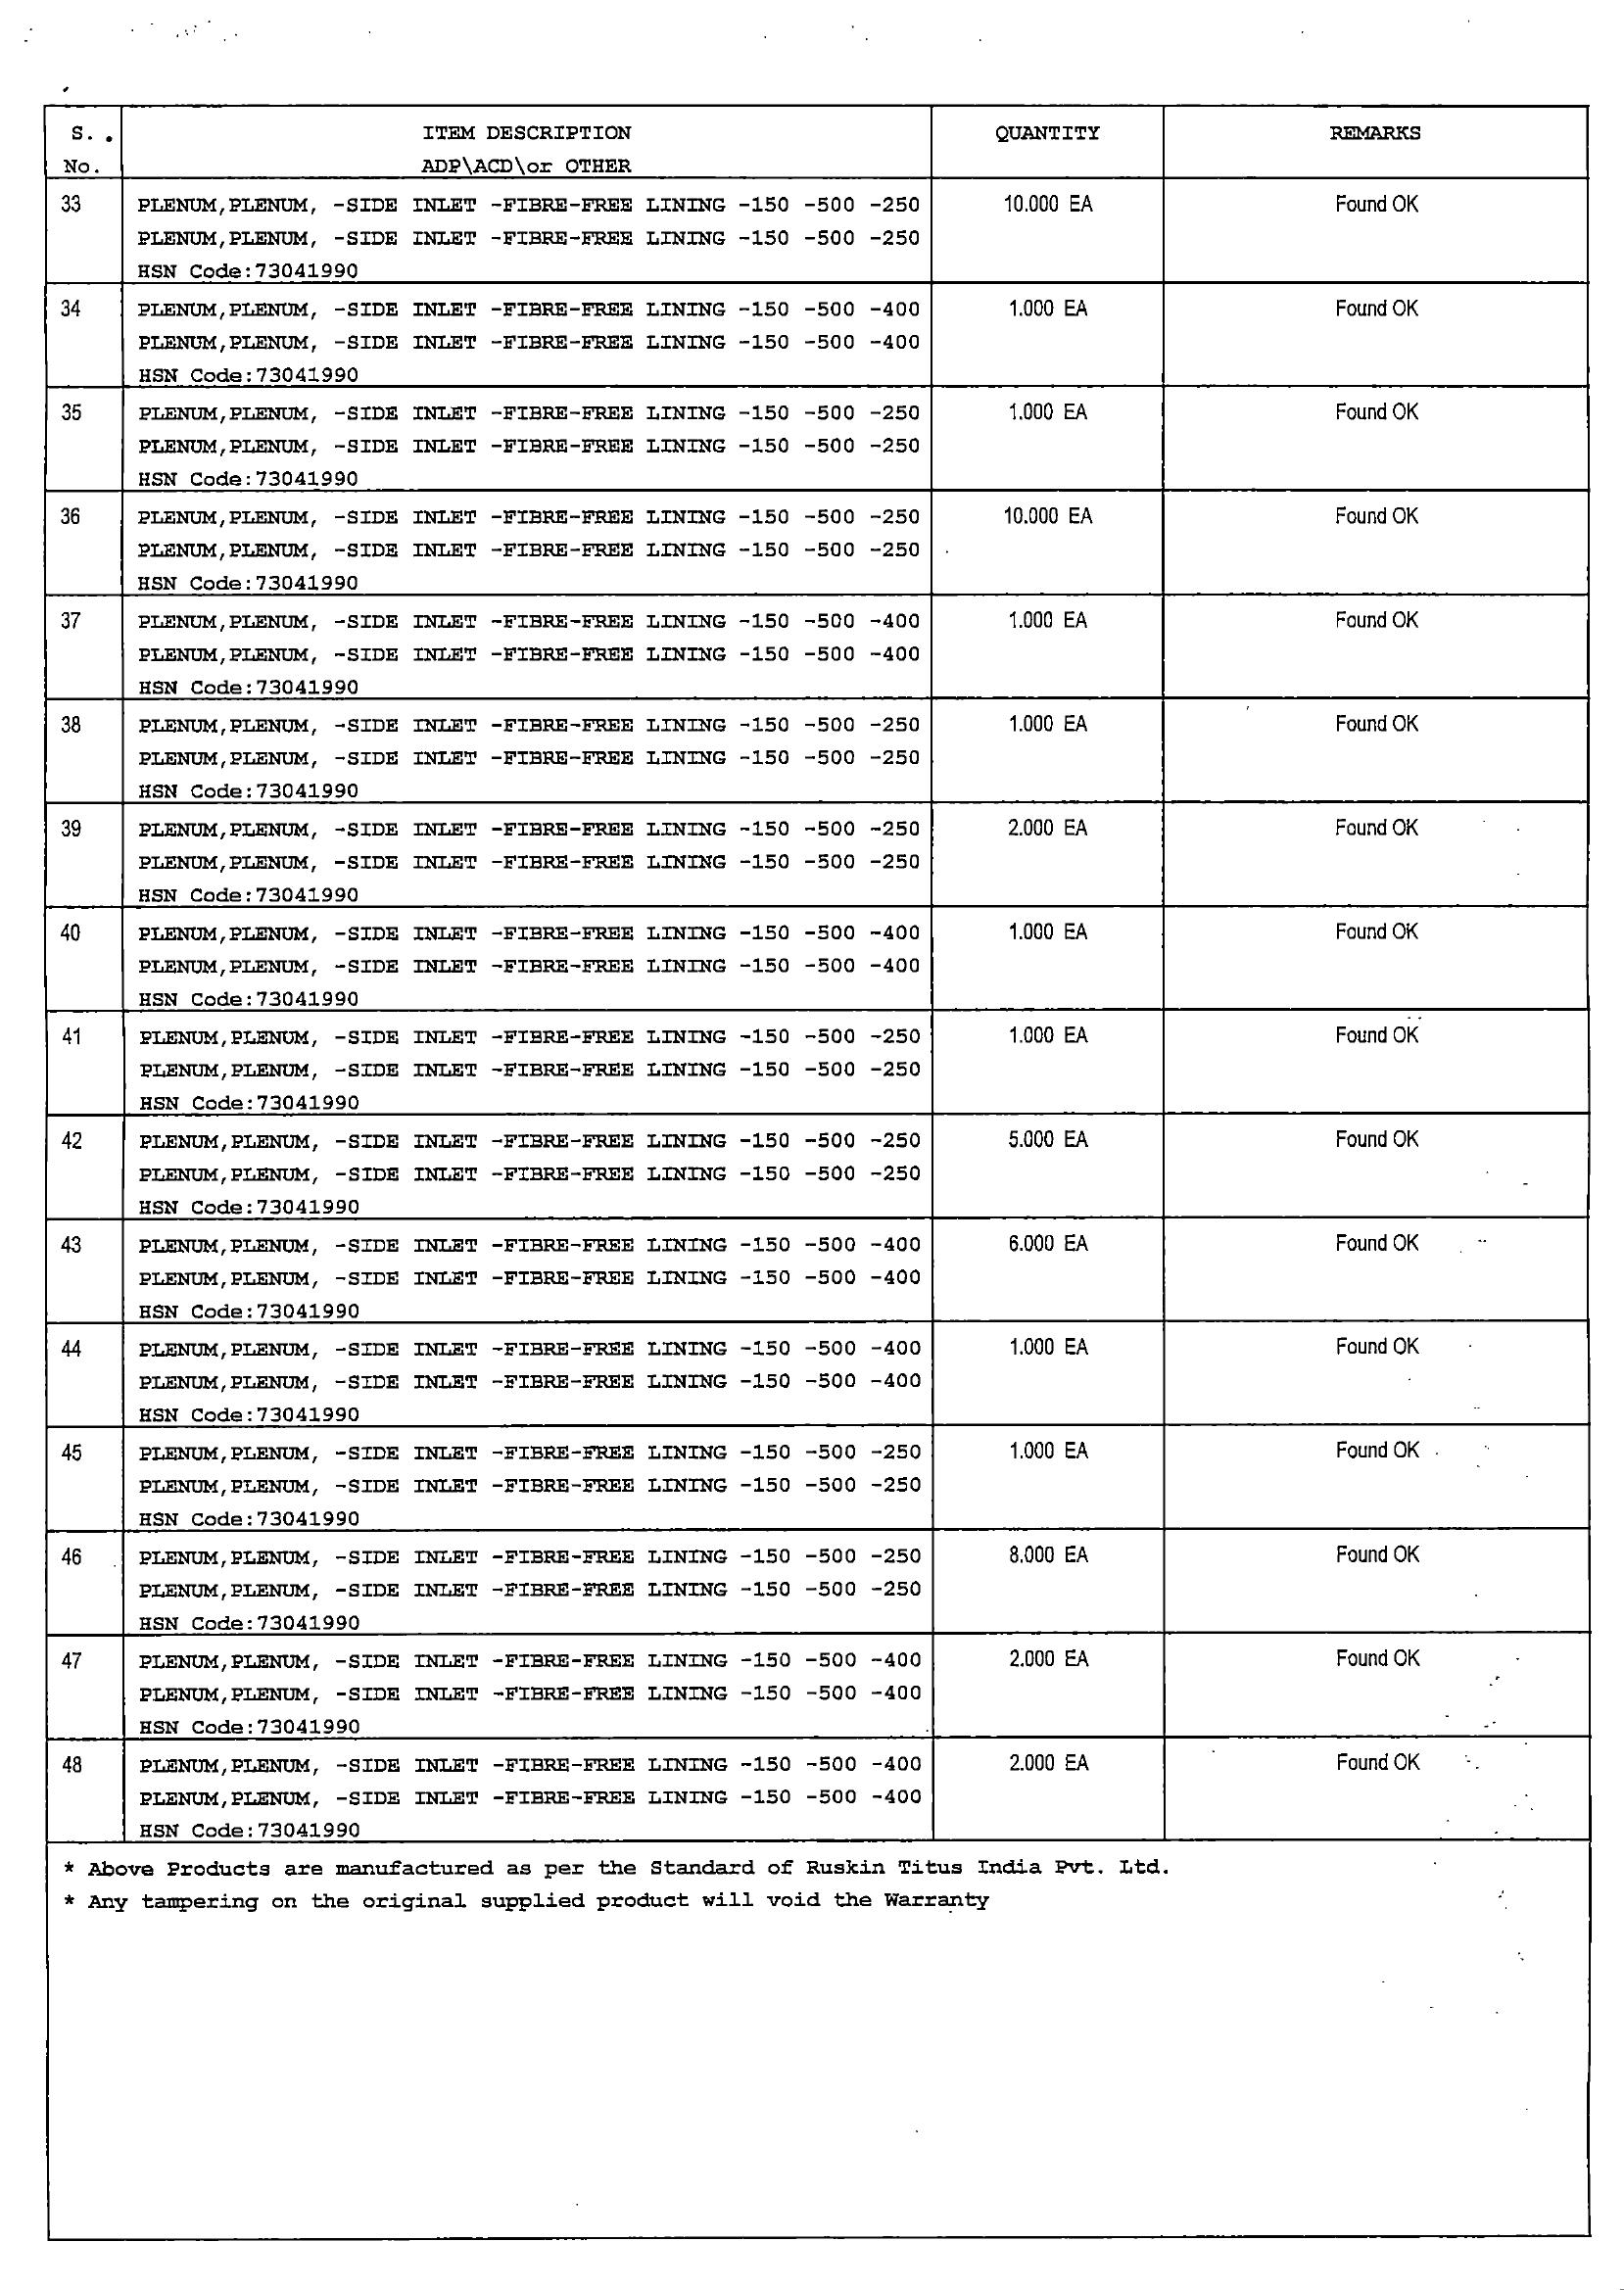 S. . ITEM DESCRIPTION QUANTITY REMARKS
No. ADP\ACD\or OTHER
33 PLENUM,PLENUM, -SIDE INLET -FIBRE-FREE LINING -150 -500 -250 10.000 EA Found OK
PLENUM,PLENUM, -SIDE INLET -FIBRE-FREE LINING -150 -500 -250
HSN Code:73041990
34 PLENUM,PLENUM, -SIDE INLET -FIBRE-FREE LINING -150 -500 -400 1.000 EA Found OK
PLENUM,PLENUM, -SIDE INLET -FIBRE-FREE LINING -150 -500 -400
HSN Code:73041990
35 PLENUM,PLENUM, -SIDE INLET -FIBRE-FREE LINING -150 -500 -250 1.000 EA Found OK
PLENUM,PLENUM, -SIDE INLET -FIBRE-FREE LINING -150 -500 -250
HSN Code:73041990
36 PLENUM,PLENUM, -SIDE INLET -FIBRE-FREE LINING -150 -500 -250 10.000 EA Found OK
PLENUM,PLENUM, -SIDE INLET -FIBRE-FREE LINING -150 -500 -250
HSN Code:73041990
37 PLENUM,PLENUM, -SIDE INLET -FIBRE-FREE LINING -150 -500 -400 1.000 EA Found OK
PLENUM,PLENUM, -SIDE INLET -FIBRE-FREE LINING -150 -500 -400
HSN Code:73041990
38 PLENUM,PLENUM, -SIDE INLET -FIBRE-FREE LINING -150 -500 -250 1.000 EA Found OK
PLENUM,PLENUM, -SIDE INLET -FIBRE-FREE LINING -150 -500 -250
HSN Code:73041990
39 PLENUM,PLENUM, -SIDE INLET -FIBRE-FREE LINING -150 -500 -250 2.000 EA Found OK
PLENUM,PLENUM, -SIDE INLET -FIBRE-FREE LINING -150 -500 -250
HSN Code:73041990
40 PLENUM,PLENUM, -SIDE INLET -FIBRE-FREE LINING -150 -500 -400 1.000 EA Found OK
PLENUM,PLENUM, -SIDE INLET -FIBRE-FREE LINING -150 -500 -400
HSN Code:73041990
41 PLENUM,PLENUM, -SIDE INLET -FIBRE-FREE LINING -150 -500 -250 1.000 EA Found OK
PLENUM,PLENUM, -SIDE INLET -FIBRE-FREE LINING -150 -500 -250
HSN Code:73041990
42 PLENUM,PLENUM, -SIDE INLET -FIBRE-FREE LINING -150 -500 -250 5.000 EA Found OK
PLENUM,PLENUM, -SIDE INLET -FIBRE-FREE LINING -150 -500 -250
HSN Code:73041990
43 PLENUM,PLENUM, -SIDE INLET -FIBRE-FREE LINING -150 -500 -400 6.000 EA Found OK
PLENUM,PLENUM, -SIDE INLET -FIBRE-FREE LINING -150 -500 -400
HSN Code:73041990
44 PLENUM,PLENUM, -SIDE INLET -FIBRE-FREE LINING -150 -500 -400 1.000 EA Found OK
PLENUM,PLENUM, -SIDE INLET -FIBRE-FREE LINING -150 -500 -400
HSN Code:73041990
45 PLENUM,PLENUM, -SIDE INLET -FIBRE-FREE LINING -150 -500 -250 1.000 EA Found OK
PLENUM,PLENUM, -SIDE INLET -FIBRE-FREE LINING -150 -500 -250
HSN Code:73041990
46 PLENUM,PLENUM, -SIDE INLET -FIBRE-FREE LINING -150 -500 -250 8.000 EA Found OK
PLENUM,PLENUM, -SIDE INLET -FIBRE-FREE LINING -150 -500 -250
HSN Code:73041990
47 PLENUM,PLENUM, -SIDE INLET -FIBRE-FREE LINING -150 -500 -400 2.000 EA Found OK
PLENUM,PLENUM, -SIDE INLET -FIBRE-FREE LINING -150 -500 -400
HSN Code:73041990
48 PLENUM,PLENUM, -SIDE INLET -FIBRE-FREE LINING -150 -500 -400 2.000 EA Found OK
PLENUM,PLENUM, -SIDE INLET -FIBRE-FREE LINING -150 -500 -400
HSN Code:73041990
* Above Products are manufactured as per the Standard of Ruskin Titus India Pvt. Ltd.
* Any tampering on the original supplied product will void the Warranty